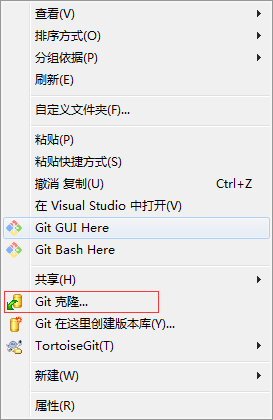 查看(V)
排序方式(O)
分组依据(P)
刷新(E)
自定义文件夹(F)...
粘贴(P)
粘贴快捷方式(S)
撤消 复制(U) Ctrl+Z
在 Visual Studio 中打开(V)
Git GUI Here
Git Bash Here
共享(H)
Git 克隆...
Git 在这里创建版本库(Y)...
TortoiseGit(T)
新建(W)
属性(R)